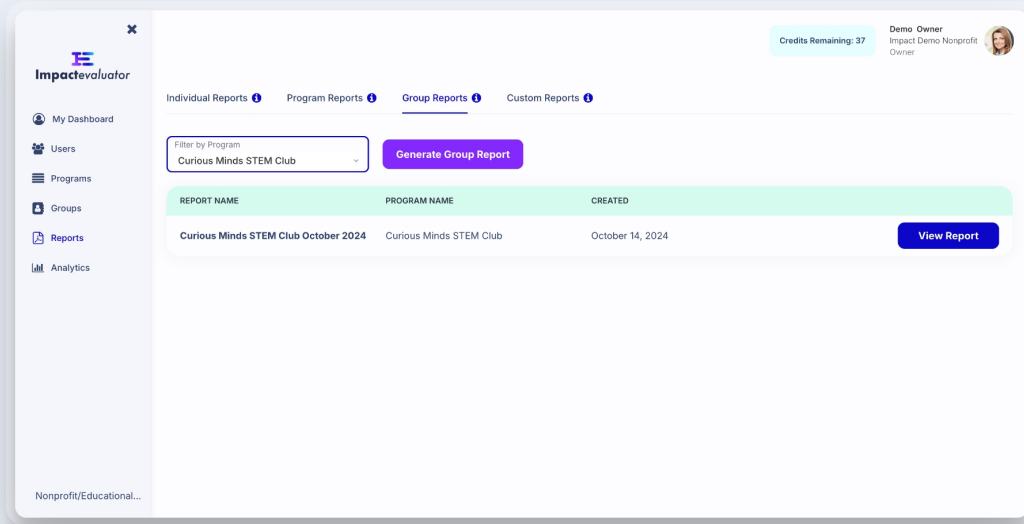 Impactevaluator
My Dashboard
Users
Programs
Groups
Reports
Analytics
Nonprofit/Educational...
Credits Remaining: 37
Demo Owner
Impact Demo Nonprofit
Owner
Individual Reports Program Reports Group Reports Custom Reports
Filter by Program
Curious Minds STEM Club
Generate Group Report
REPORT NAME PROGRAM NAME CREATED
Curious Minds STEM Club October 2024 Curious Minds STEM Club October 14, 2024 View Report